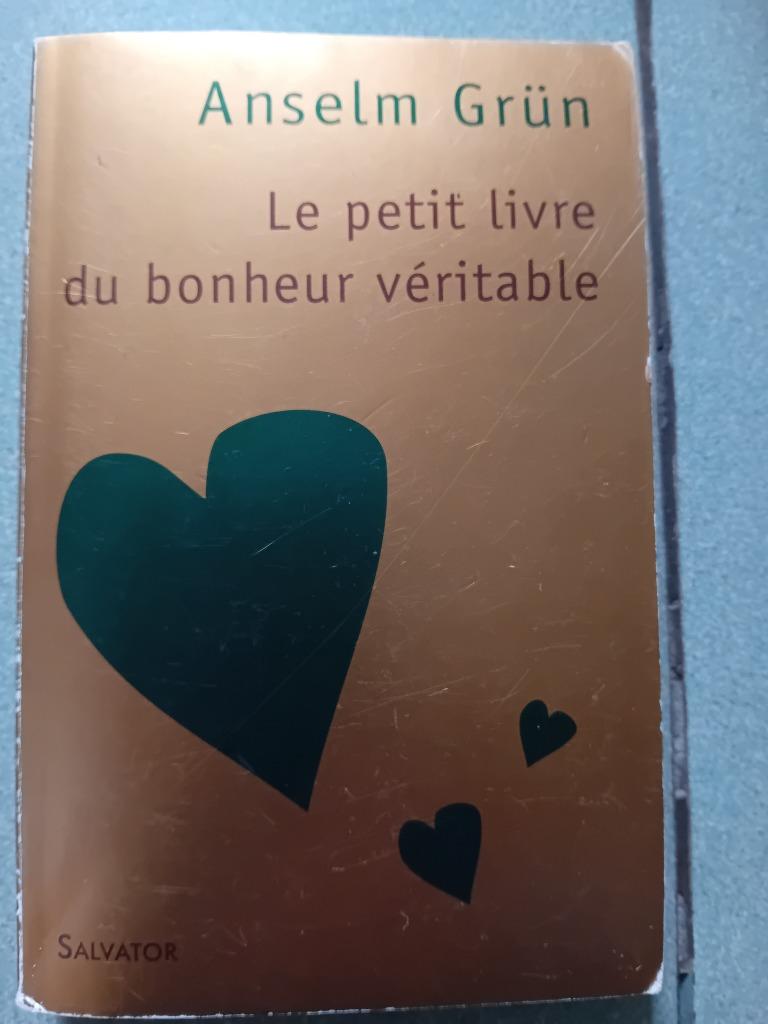 Anselm Grün
Le petit livre
du bonheur véritable
SALVATOR